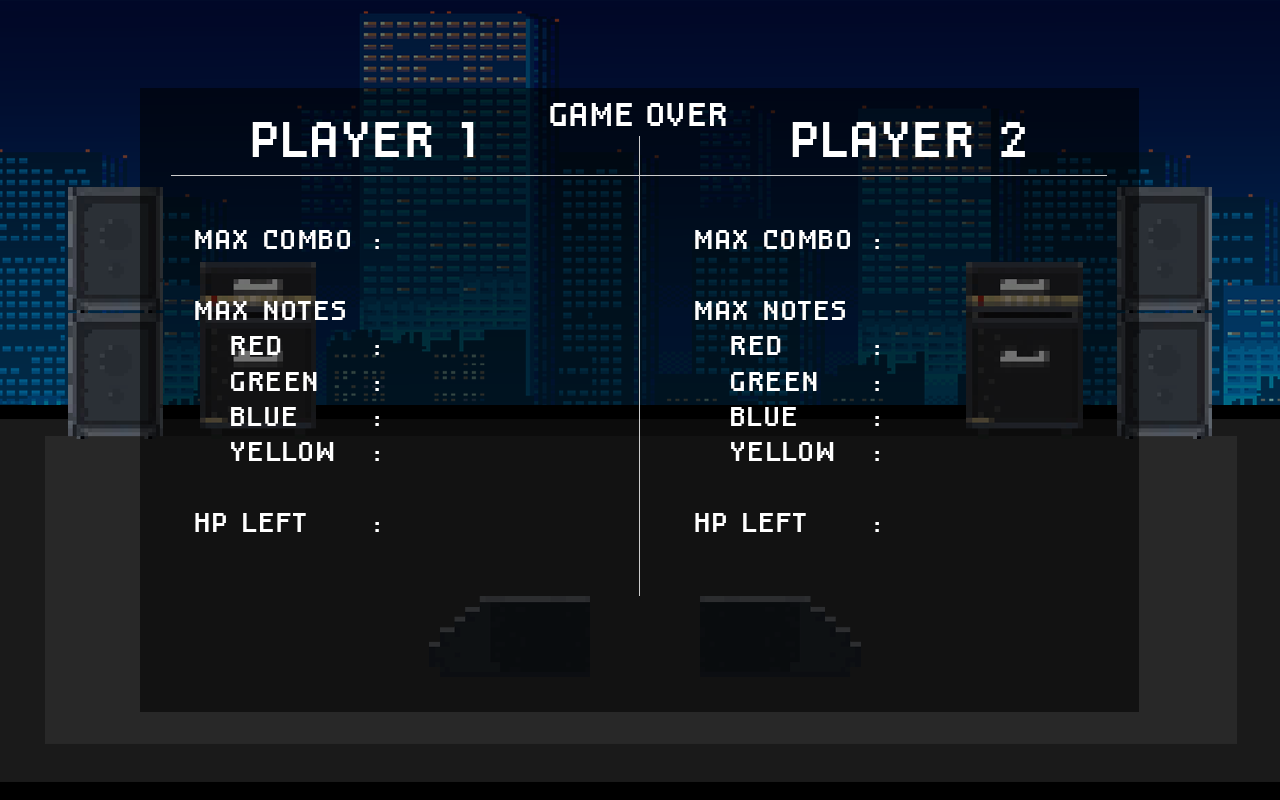 GAME OVER
PLAYER 1
MAX COMBO :
MAX NOTES
RED :
GREEN :
BLUE :
YELLOW :
HP LEFT :
PLAYER 2
MAX COMBO :
MAX NOTES
RED :
GREEN :
BLUE :
YELLOW :
HP LEFT :